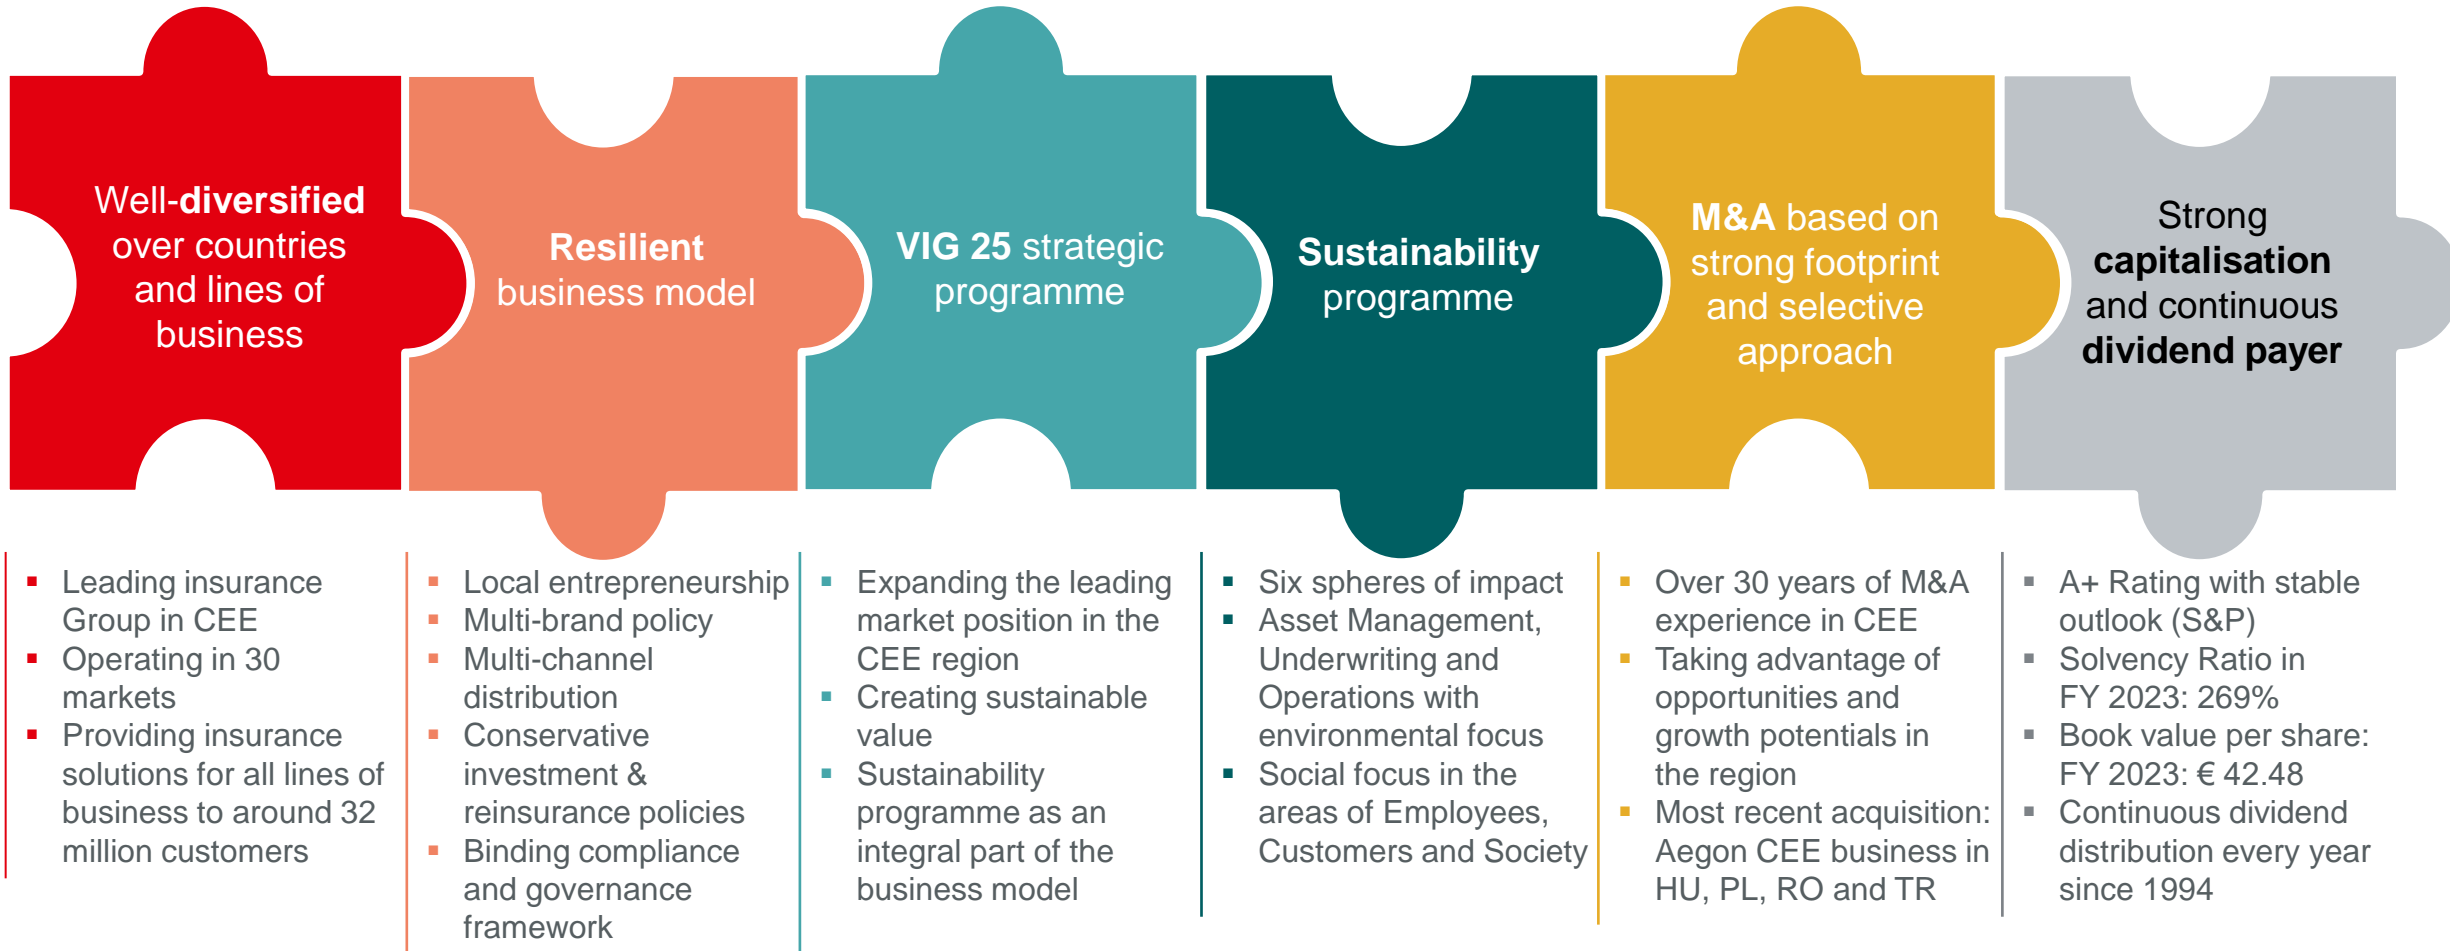 Well-diversified
over countries
and lines of
business
Resilient
business model
VIG 25 strategic
programme
Sustainability
programme
M&A based on
strong footprint
and selective
approach
Strong
capitalisation
and continuous
dividend payer
▪ Leading insurance
Group in CEE
▪ Operating in 30
markets
▪ Providing insurance
solutions for all lines of
business to around 32
million customers
▪ Local entrepreneurship
▪ Multi-brand policy
▪ Multi-channel
distribution
▪ Conservative
investment &
reinsurance policies
▪ Binding compliance
and governance
framework
▪ Expanding the leading
market position in the
CEE region
▪ Creating sustainable
value
▪ Sustainability
programme as an
integral part of the
business model
▪ Six spheres of impact
▪ Asset Management,
Underwriting and
Operations with
environmental focus
▪ Social focus in the
areas of Employees,
Customers and Society
▪ Over 30 years of M&A
experience in CEE
▪ Taking advantage of
opportunities and
growth potentials in
the region
▪ Most recent acquisition:
Aegon CEE business in
HU, PL, RO and TR
▪ A+ Rating with stable
outlook (S&P)
▪ Solvency Ratio in
FY 2023: 269%
▪ Book value per share:
FY 2023: € 42.48
▪ Continuous dividend
distribution every year
since 1994